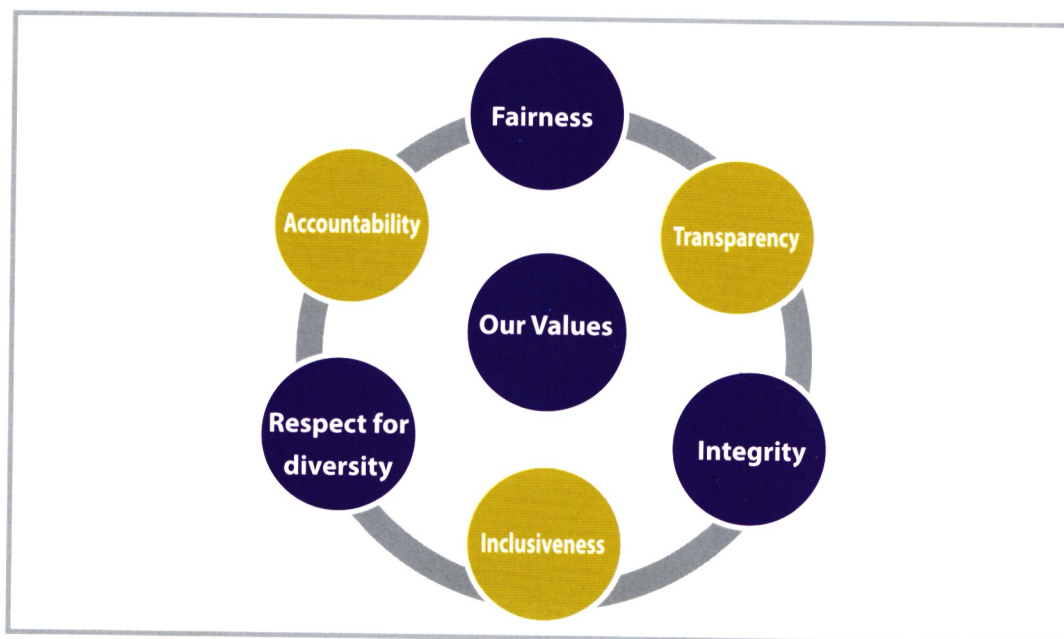 Fairness
Accountability
Transparency
Our Values
Respect for
diversity
Integrity
Inclusiveness